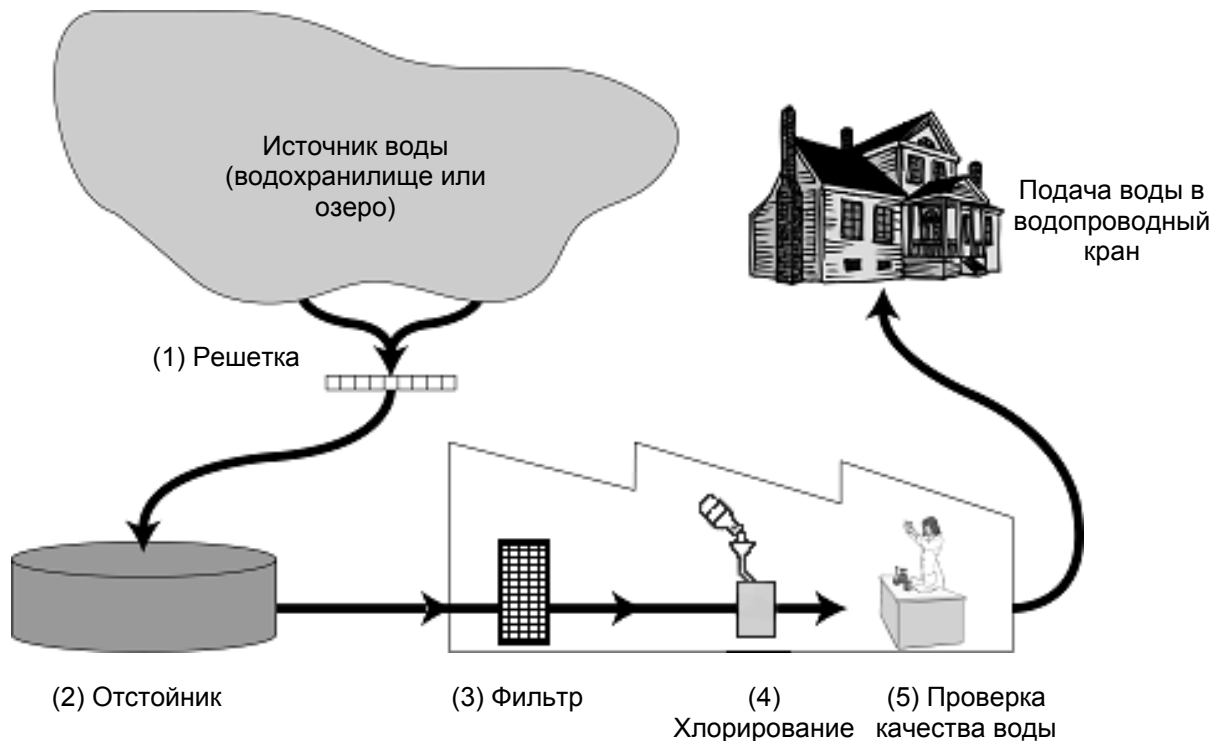 Источник воды
(водохранилище или
озеро)
Подача воды в
водопроводный
кран
(1) Решетка
(2) Отстойник
(3) Фильтр
(4)
Хлорирование
(5) Проверка
качества воды